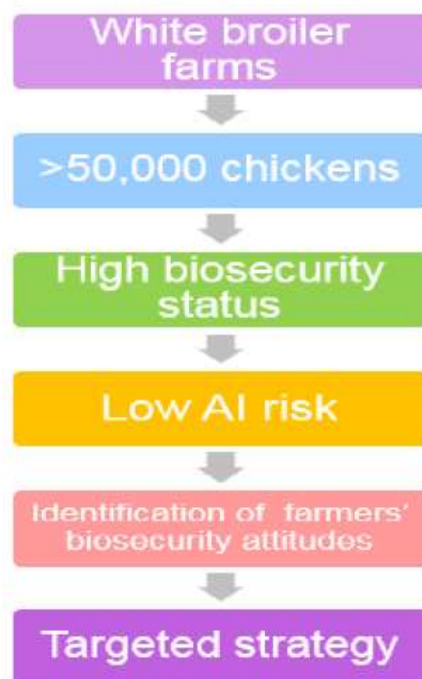 White broiler
farms
>50,000 chickens
High biosecurity
status
Low AI risk
Identification of farmers'
biosecurity attitudes
Targeted strategy